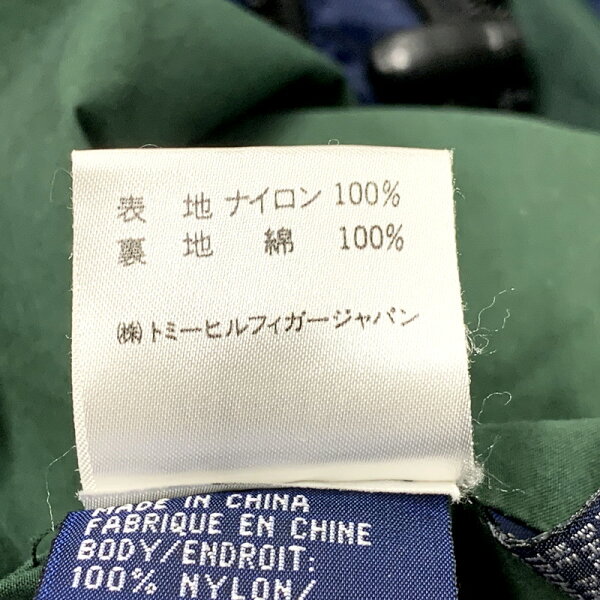 表 地 ナイロン 100%
裏 地 綿 100%
㈱トミーヒルフィガージャパン
MADE IN CHINA
FABRIQUE EN CHINE
BODY/ENDROIT:
100% NYLON/